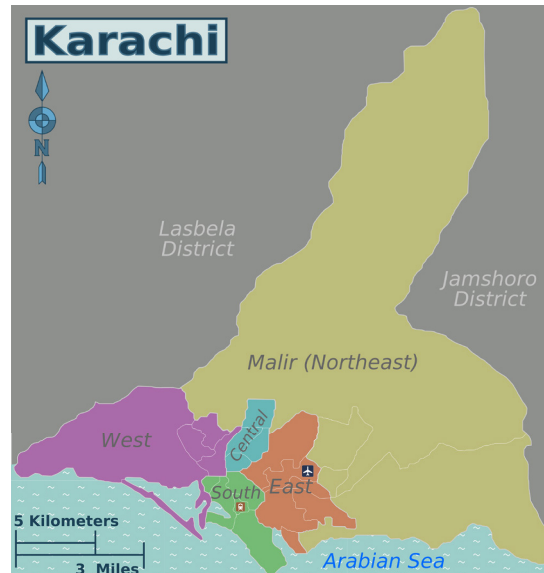 Karachi
N
Lasbela
District
Jamshoro
District
Malir (Northeast)
West
Central
South
East
5 Kilometers
3 Miles
Arabian Sea